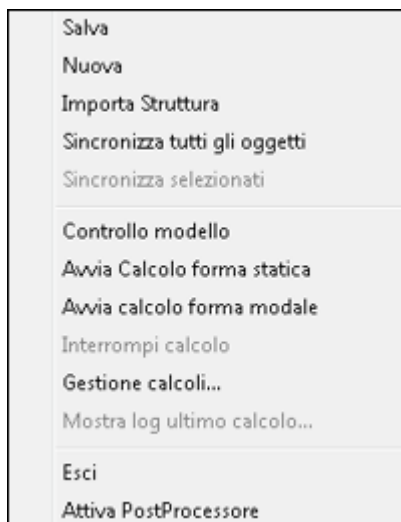 Salva
Nuova
Importa Struttura
Sincronizza tutti gli oggetti
Sincronizza selezionati
Controllo modello
Avvia Calcolo forma statica
Avvia calcolo forma modale
Interrompi calcolo
Gestione calcoli...
Mostra log ultimo calcolo...
Esci
Attiva PostProcessore